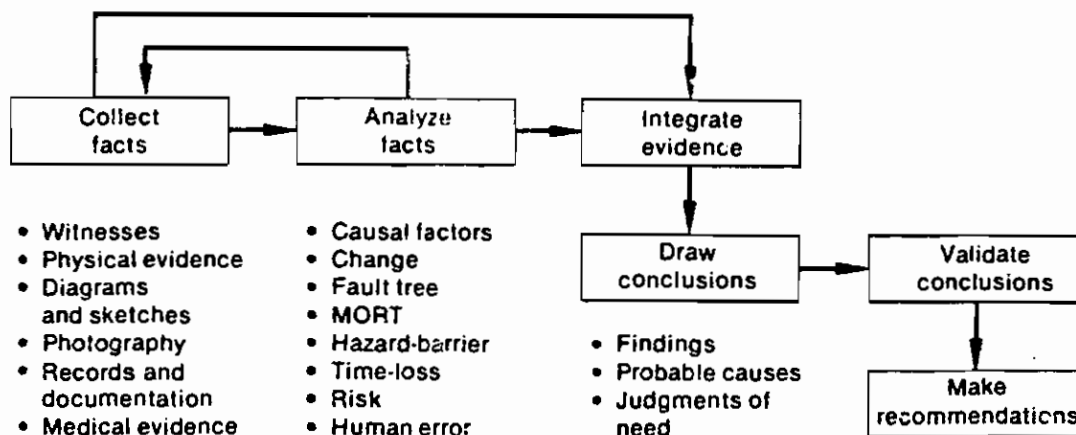 Collect
facts
Analyze
facts
Integrate
evidence
• Witnesses
• Physical evidence
• Diagrams
and sketches
• Photography
• Records and
documentation
• Medical evidence
• Causal factors
• Change
• Fault tree
• MORT
• Hazard-barrier
• Time-loss
• Risk
• Human error
Draw
conclusions
Validate
conclusions
• Findings
• Probable causes
• Judgments of
need
Make
recommendations